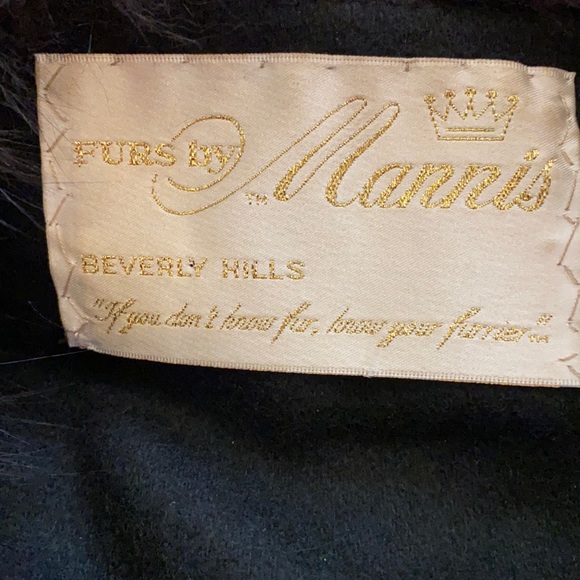 FURS by Mannis
TM
BEVERLY HILLS
"If you don't know fur, know your furrier" TM